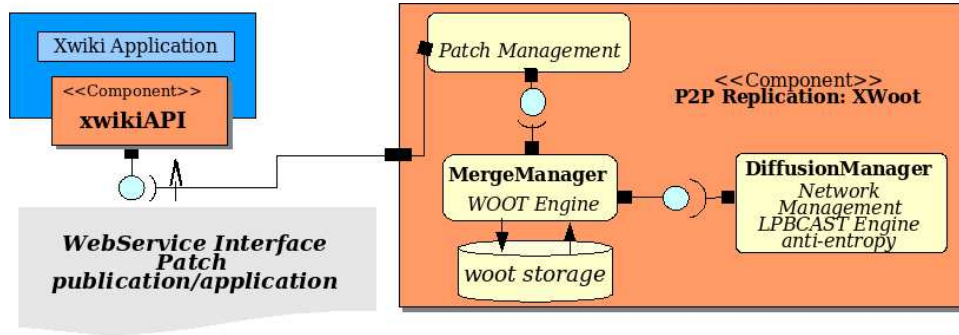 Xwiki Application
<<Component>>
xwikiAPI
WebService Interface
Patch
publication/application
Patch Management
<<Component>>
P2P Replication: XWoot
MergeManager
WOOT Engine
woot storage
DiffusionManager
Network
Management
LPBCAST Engine
anti-entropy